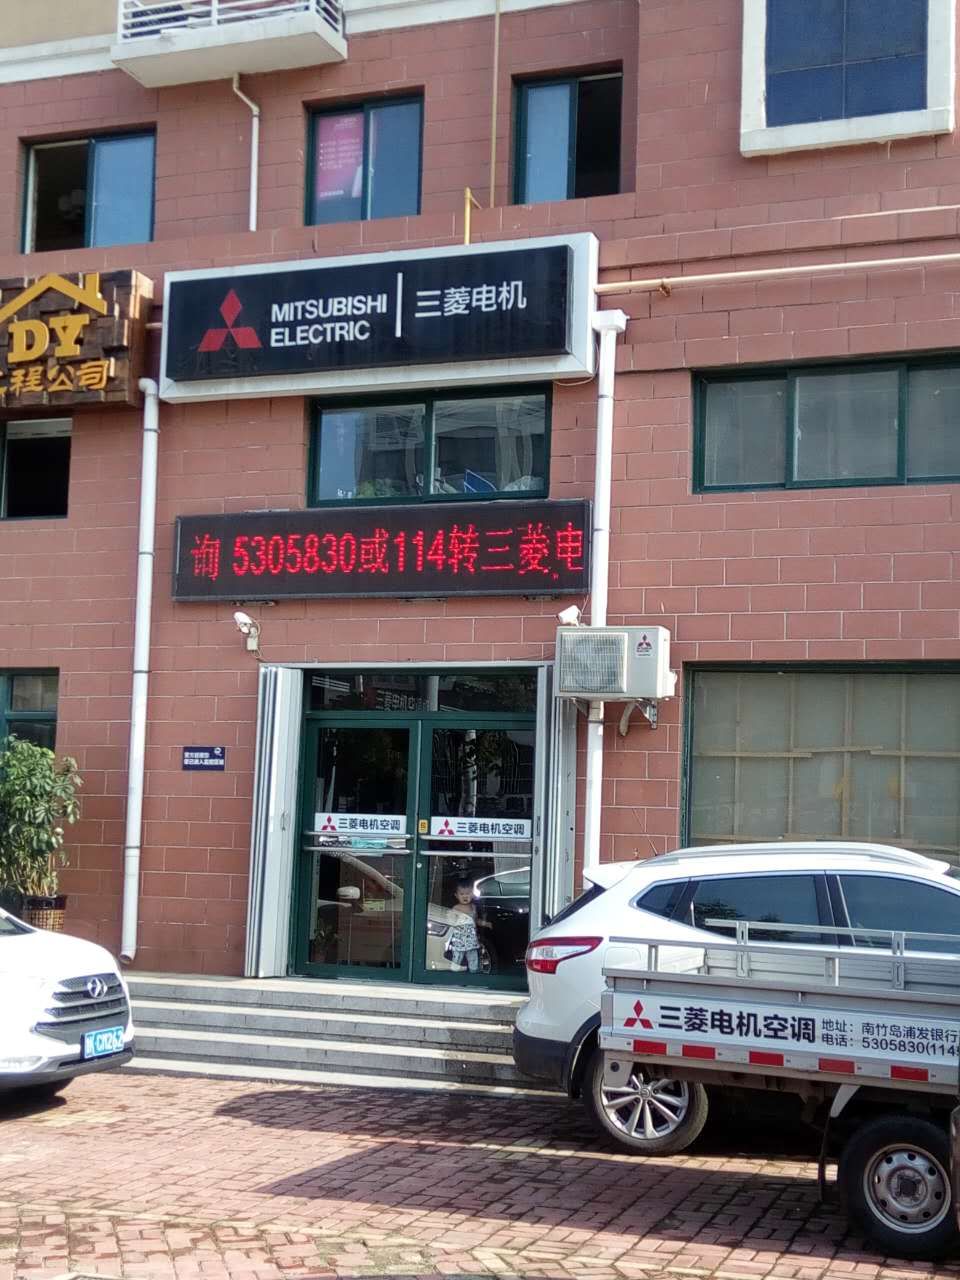 DY
程公司
MITSUBISHI
ELECTRIC
三菱电机
询 5305830或114转三菱电
MITSUBISHI
ELECTRIC
三菱电机空调
三菱电机空调
三菱电机空调
地址：南竹岛浦发银行
电话：5305830(114